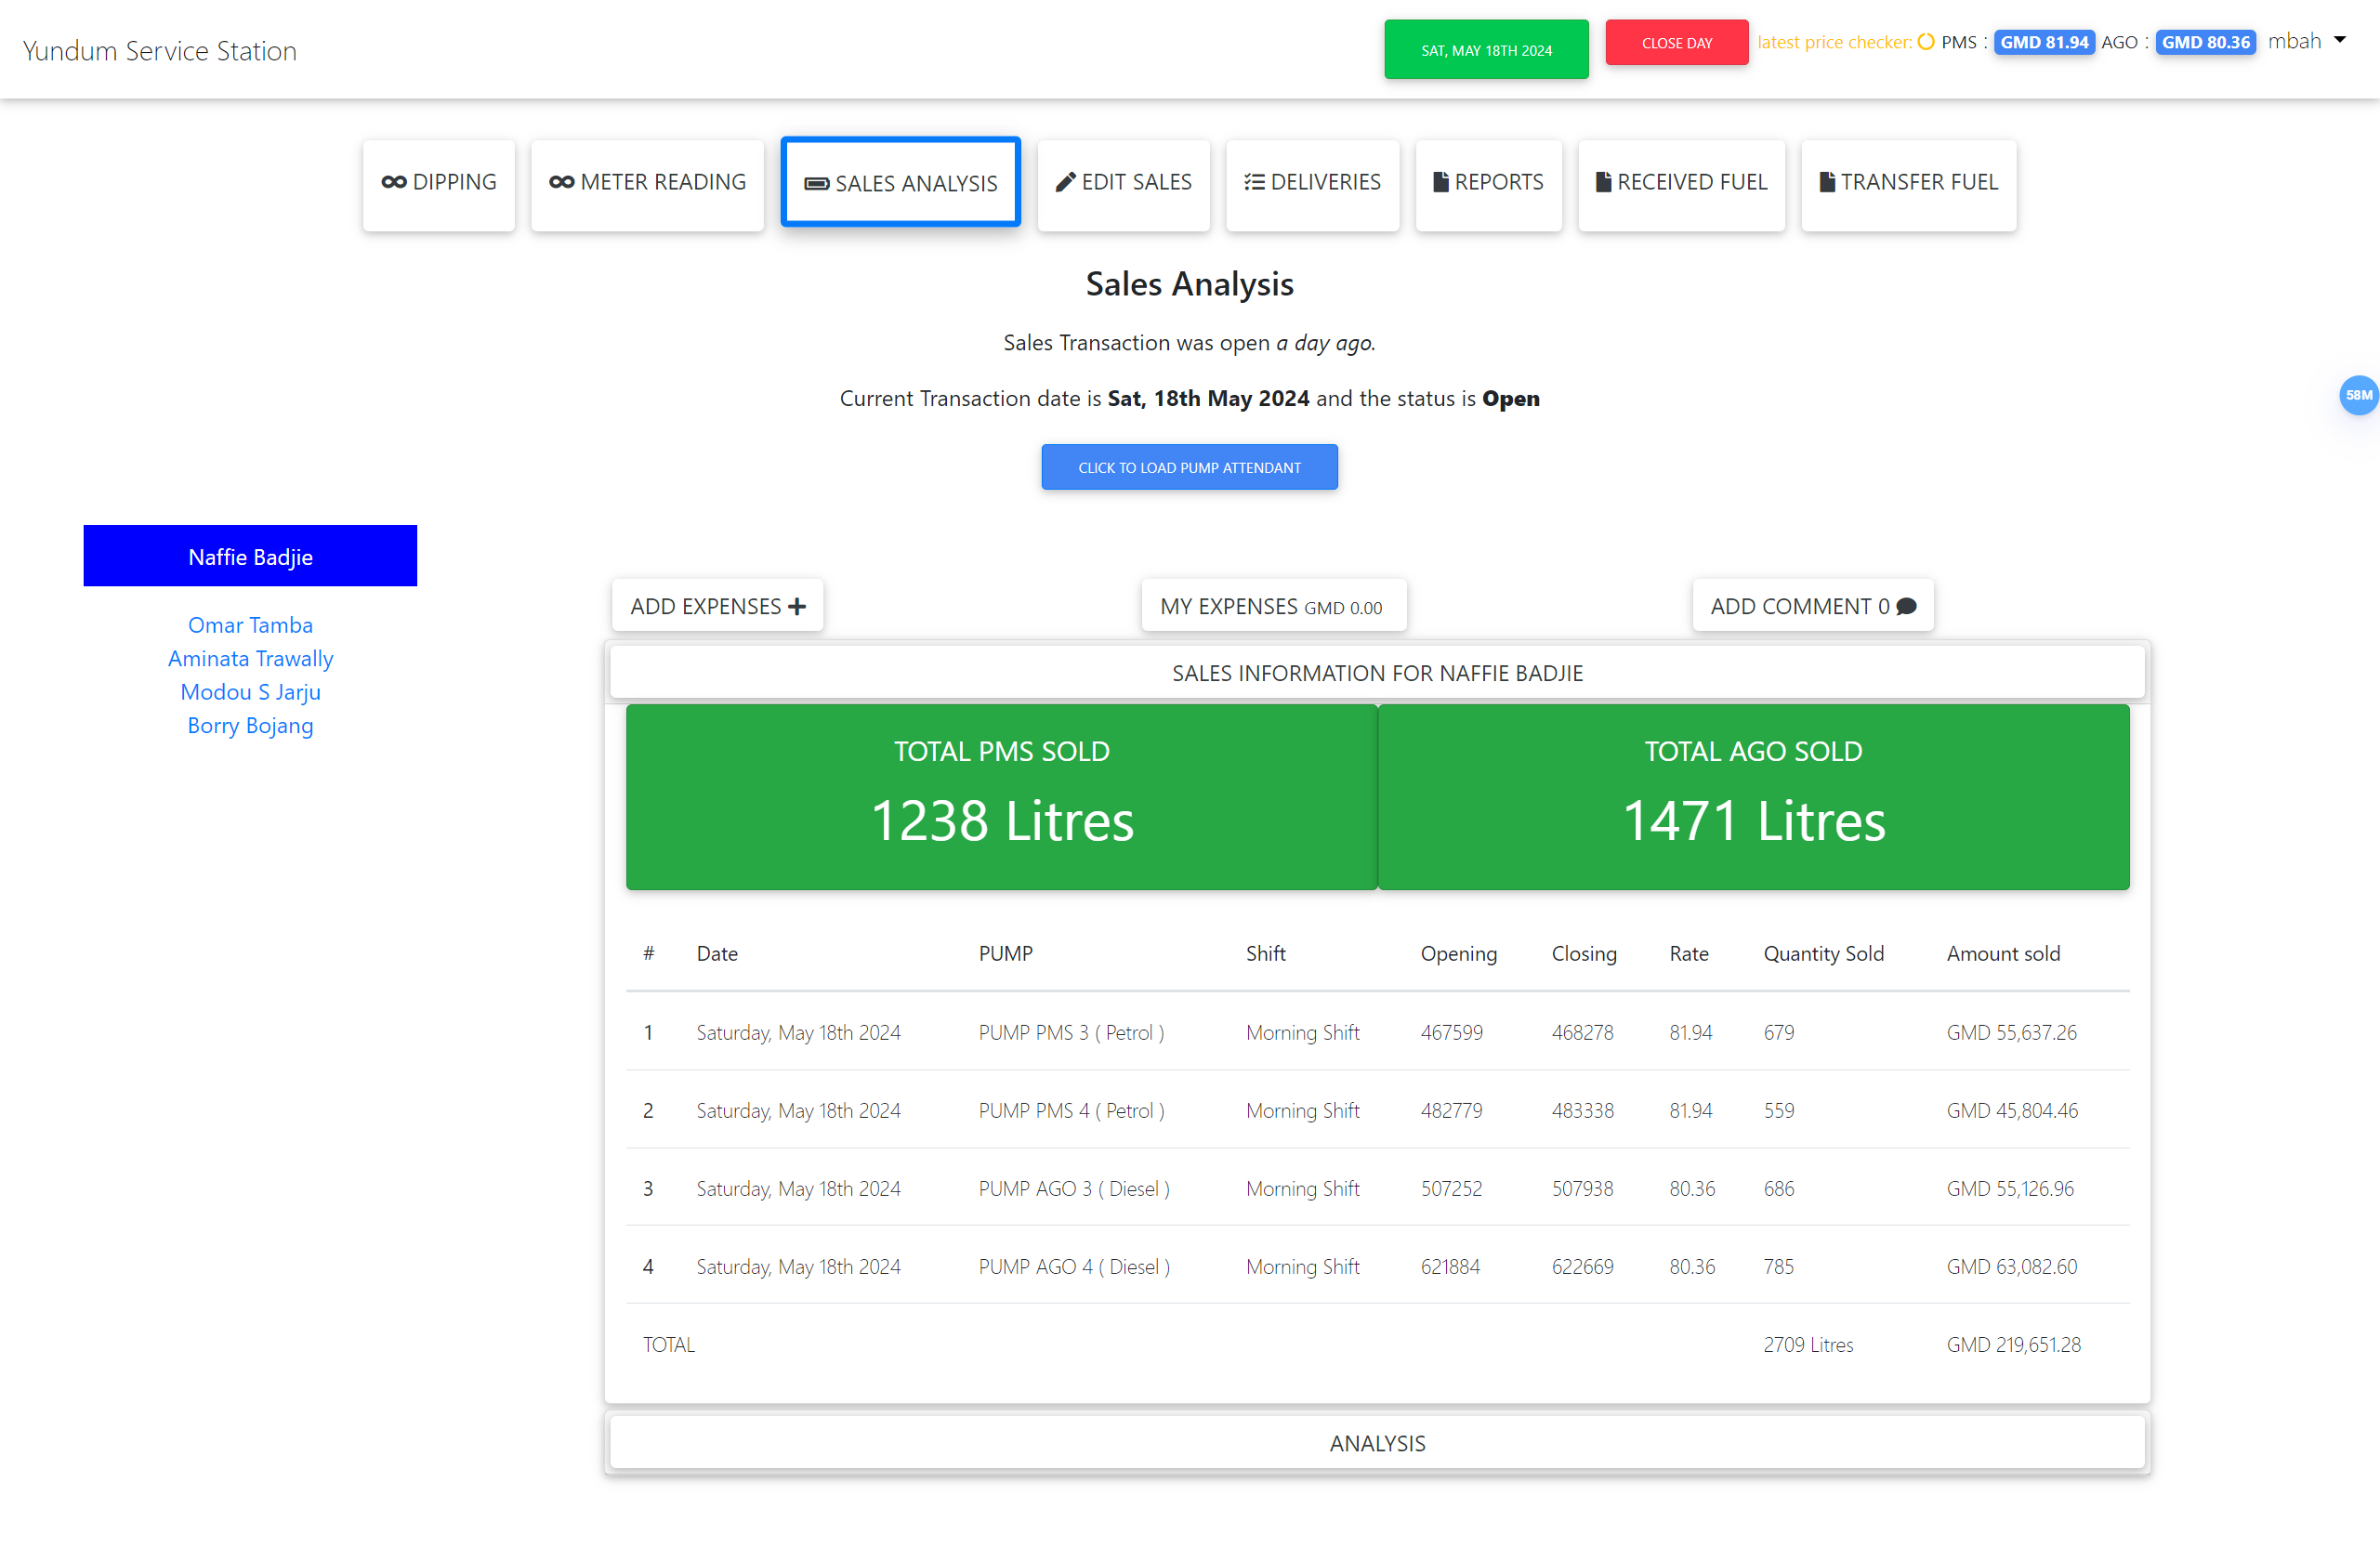 Yundum Service Station
SAT, MAY 18TH 2024
CLOSE DAY
latest price checker: PMS : GMD 81.94 AGO : GMD 80.36 mbah
DIPPING
METER READING
SALES ANALYSIS
EDIT SALES
DELIVERIES
REPORTS
RECEIVED FUEL
TRANSFER FUEL
Sales Analysis
Sales Transaction was open a day ago.
Current Transaction date is Sat, 18th May 2024 and the status is Open
58M
CLICK TO LOAD PUMP ATTENDANT
Naffie Badjie
Omar Tamba
Aminata Trawally
Modou S Jarju
Borry Bojang
ADD EXPENSES
MY EXPENSES GMD 0.00
ADD COMMENT 0
SALES INFORMATION FOR NAFFIE BADJIE
TOTAL PMS SOLD
1238 Litres
TOTAL AGO SOLD
1471 Litres
# Date PUMP Shift Opening Closing Rate Quantity Sold Amount sold
1 Saturday, May 18th 2024 PUMP PMS 3 ( Petrol ) Morning Shift 467599 468278 81.94 679 GMD 55,637.26
2 Saturday, May 18th 2024 PUMP PMS 4 ( Petrol ) Morning Shift 482779 483338 81.94 559 GMD 45,804.46
3 Saturday, May 18th 2024 PUMP AGO 3 ( Diesel ) Morning Shift 507252 507938 80.36 686 GMD 55,126.96
4 Saturday, May 18th 2024 PUMP AGO 4 ( Diesel ) Morning Shift 621884 622669 80.36 785 GMD 63,082.60
TOTAL 2709 Litres GMD 219,651.28
ANALYSIS